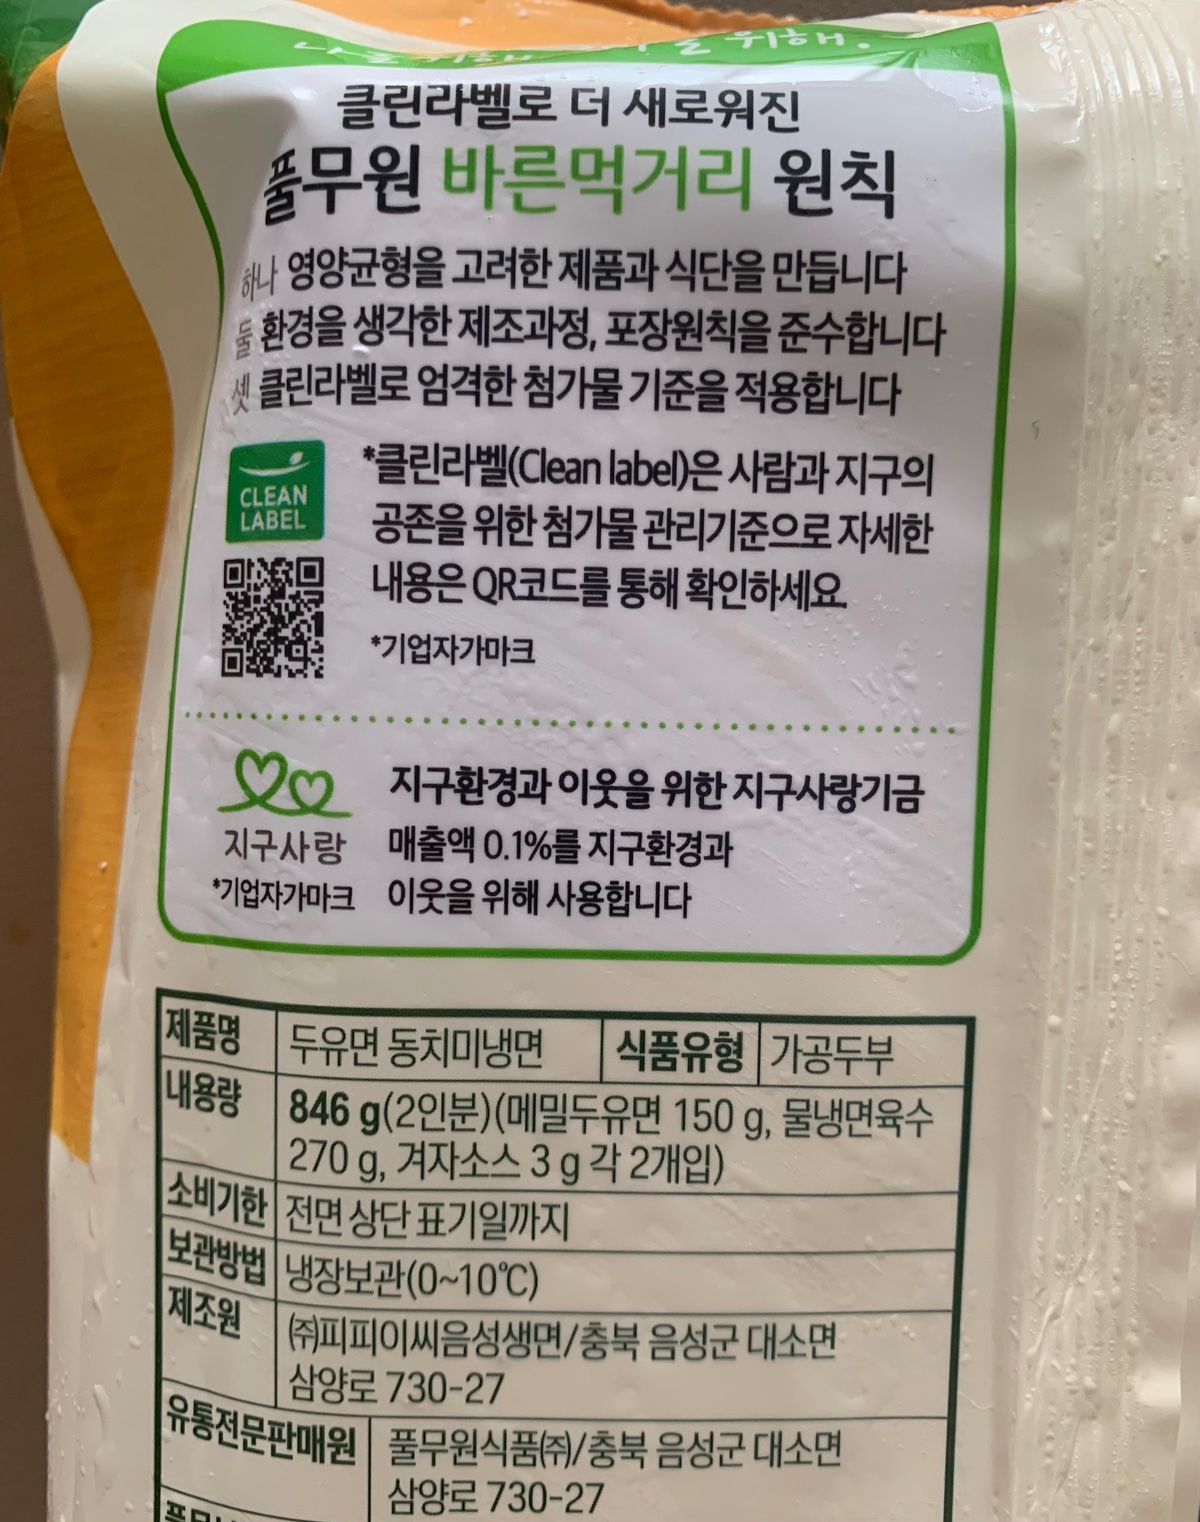 나를 위해 을 위해.
클린라벨로 더 새로워진
풀무원 바른먹거리 원칙
하나 영양균형을 고려한 제품과 식단을 만듭니다
둘 환경을 생각한 제조과정, 포장원칙을 준수합니다
셋 클린라벨로 엄격한 첨가물 기준을 적용합니다
CLEAN
LABEL
*클린라벨(Clean label)은 사람과 지구의
공존을 위한 첨가물 관리기준으로 자세한
내용은 QR코드를 통해 확인하세요.
*기업자가마크
지구사랑
*기업자가마크
지구환경과 이웃을 위한 지구사랑기금
매출액 0.1%를 지구환경과
이웃을 위해 사용합니다
제품명 두유면 동치미냉면 식품유형 가공두부
내용량 846 g(2인분)(메밀두유면 150 g, 물냉면육수
270 g, 겨자소스 3 g 각 2개입)
소비기한 전면 상단 표기일까지
보관방법 냉장보관(0~10℃)
제조원 ㈜피피이씨음성생면/충북 음성군 대소면
삼양로 730-27
유통전문판매원 풀무원식품㈜/충북 음성군 대소면
삼양로 730-27